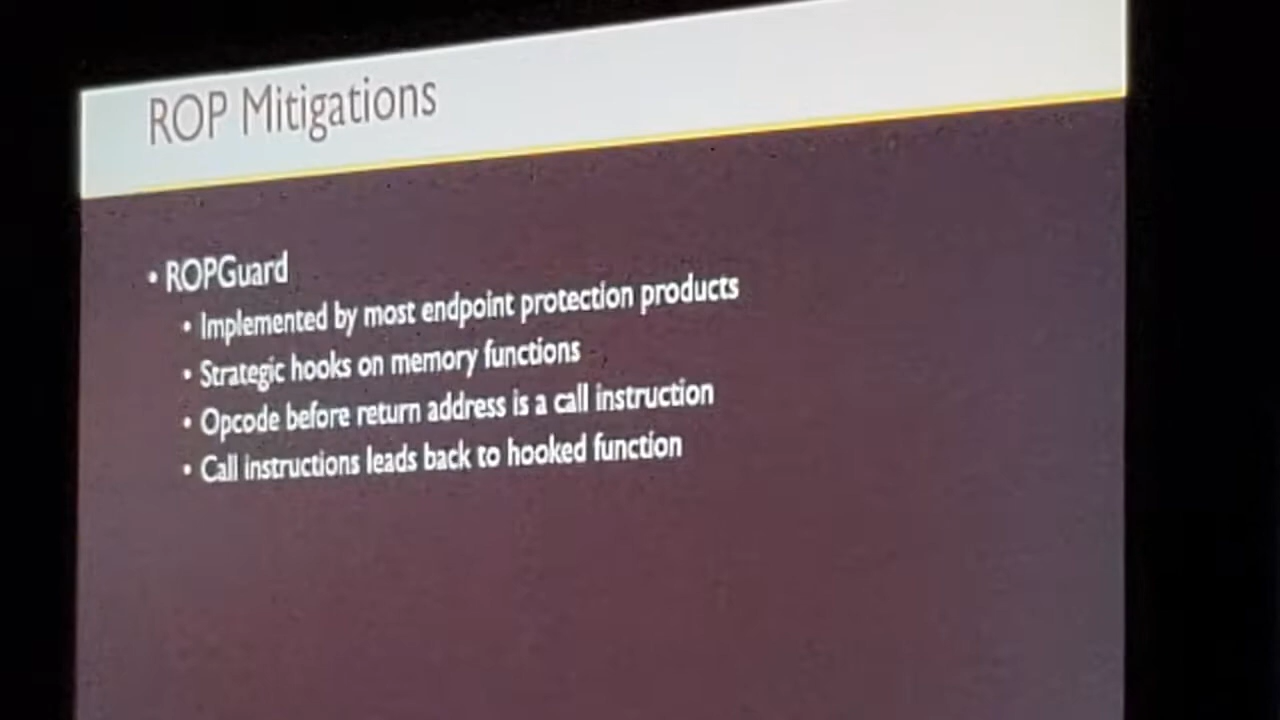 ROP Mitigations
• ROPGuard
• Implemented by most endpoint protection products
• Strategic hooks on memory functions
• Opcode before return address is a call instruction
• Call instructions leads back to hooked function